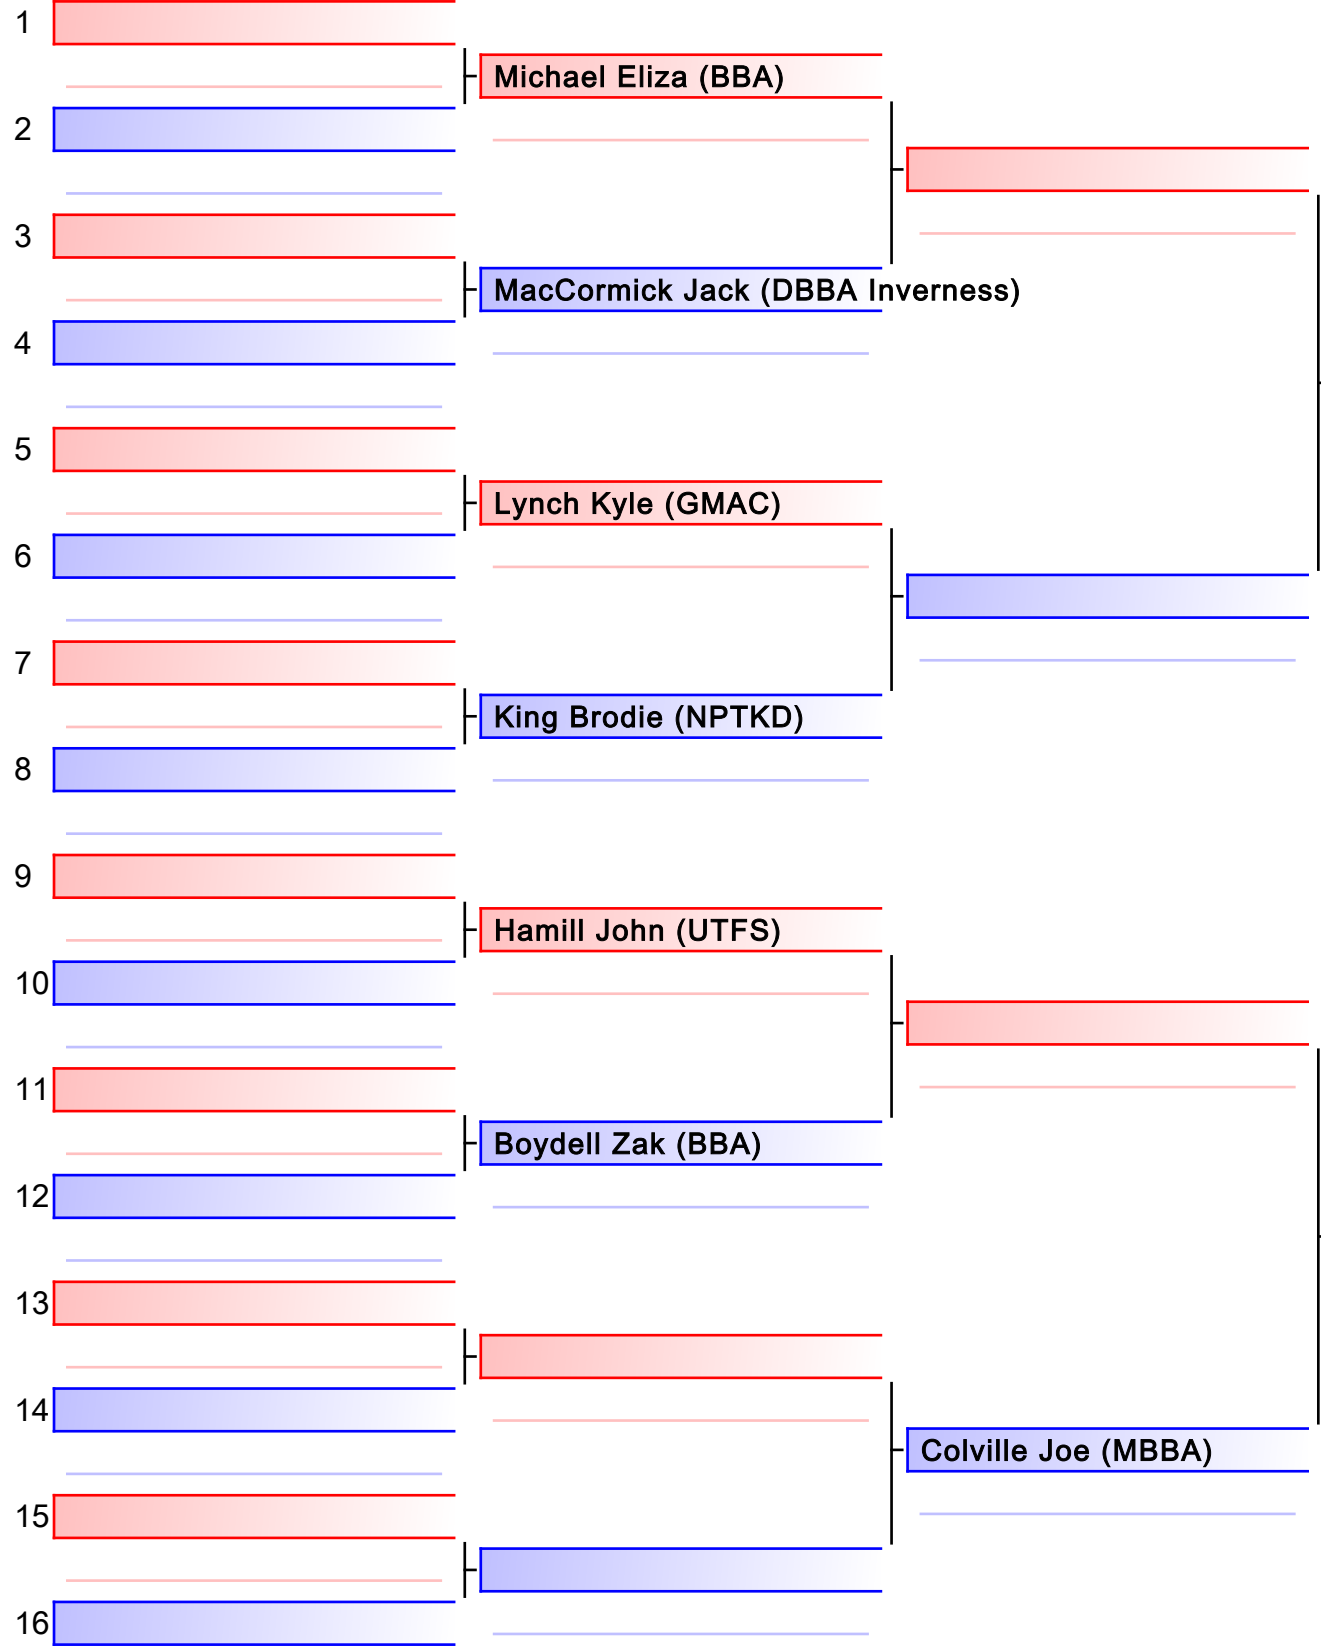 1
Michael Eliza (BBA)
2
3
MacCormick Jack (DBBA Inverness)
4
5
Lynch Kyle (GMAC)
6
7
King Brodie (NPTKD)
8
9
Hamill John (UTFS)
10
11
Boydell Zak (BBA)
12
13
14
Colville Joe (MBBA)
15
16